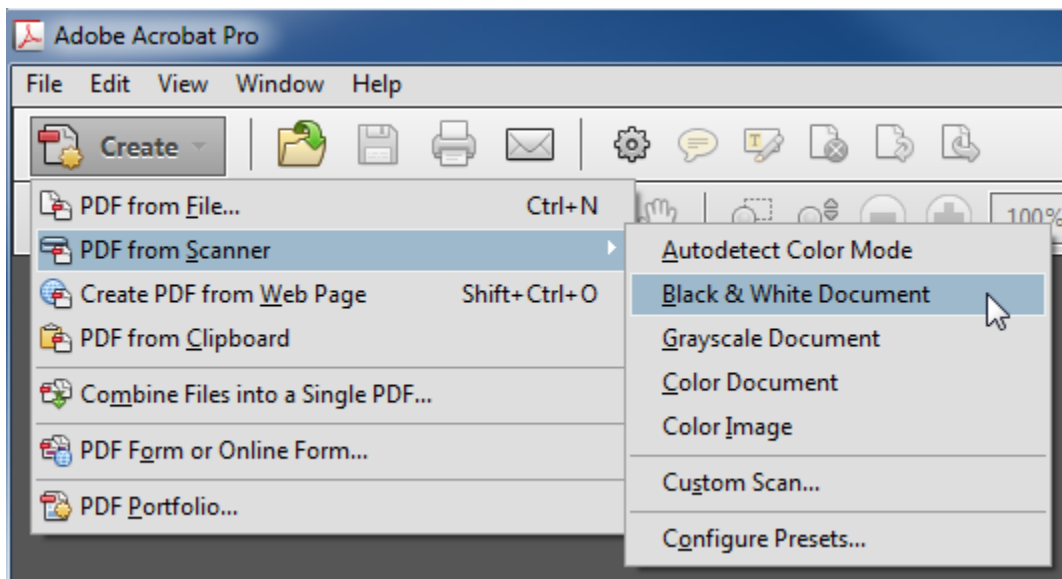 Adobe Acrobat Pro
File Edit View Window Help
Create
PDF from File... Ctrl+N
100%
PDF from Scanner
Autodetect Color Mode
Create PDF from Web Page Shift+Ctrl+O
Black & White Document
PDF from Clipboard
Grayscale Document
Combine Files into a Single PDF...
Color Document
Color Image
PDF Form or Online Form...
Custom Scan...
PDF Portfolio...
Configure Presets...